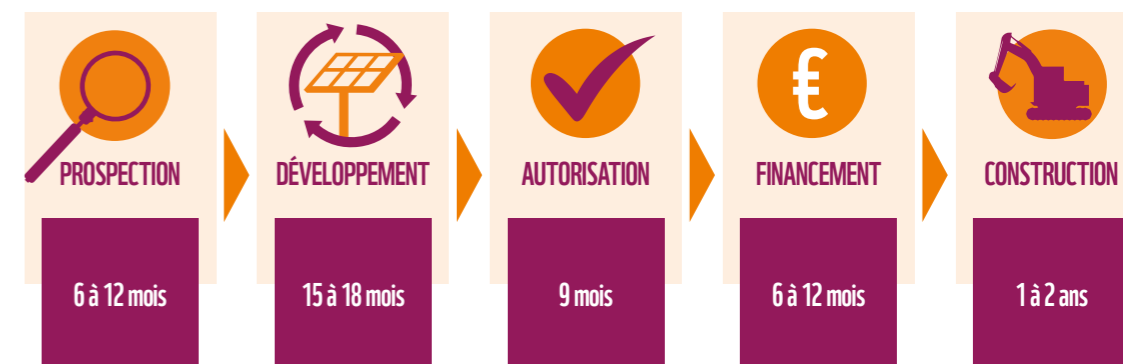 PROSPECTION
DÉVELOPPEMENT
AUTORISATION
€
FINANCEMENT
CONSTRUCTION
6 à 12 mois
15 à 18 mois
9 mois
6 à 12 mois
1 à 2 ans